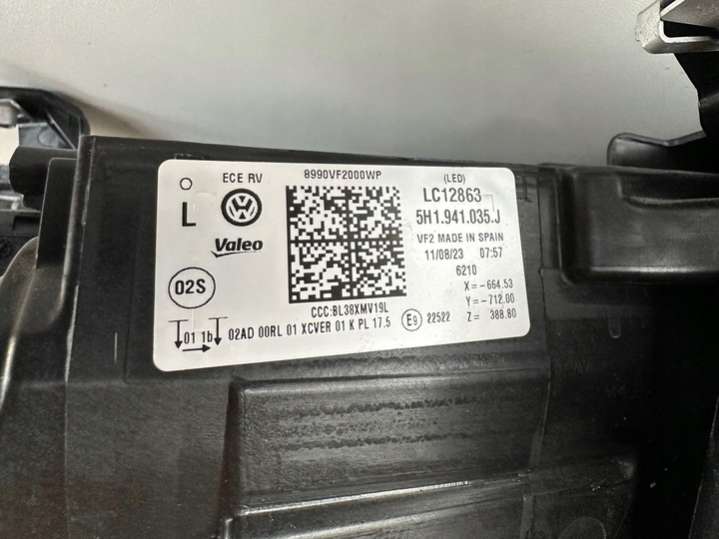 ECE RV
L
VW
Valeo
02S
8990VF2000WP
CCC:BL38XMV19L
(LED)
LC12863
5H1.941.035.J
VF2 MADE IN SPAIN
11/08/23 07:57
6210
X= -664.53
Y= -712.00
Z= 388.80
01 1b 02AD 00RL 01 XCVER 01 K PL 17.5 E9 22522